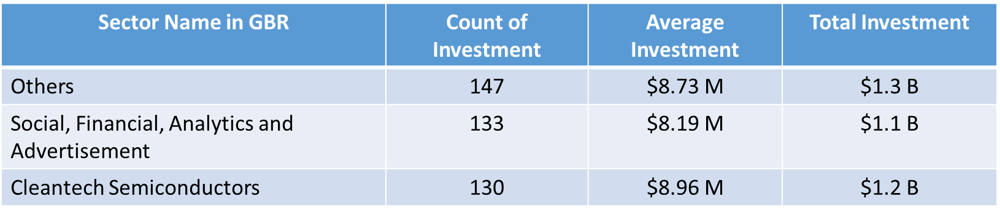 Sector Name in GBR
Count of
Investment
Average
Investment
Total Investment
Others
147
$8.73 M
$1.3 B
Social, Financial, Analytics and
Advertisement
133
$8.19 M
$1.1 B
Cleantech Semiconductors
130
$8.96 M
$1.2 B